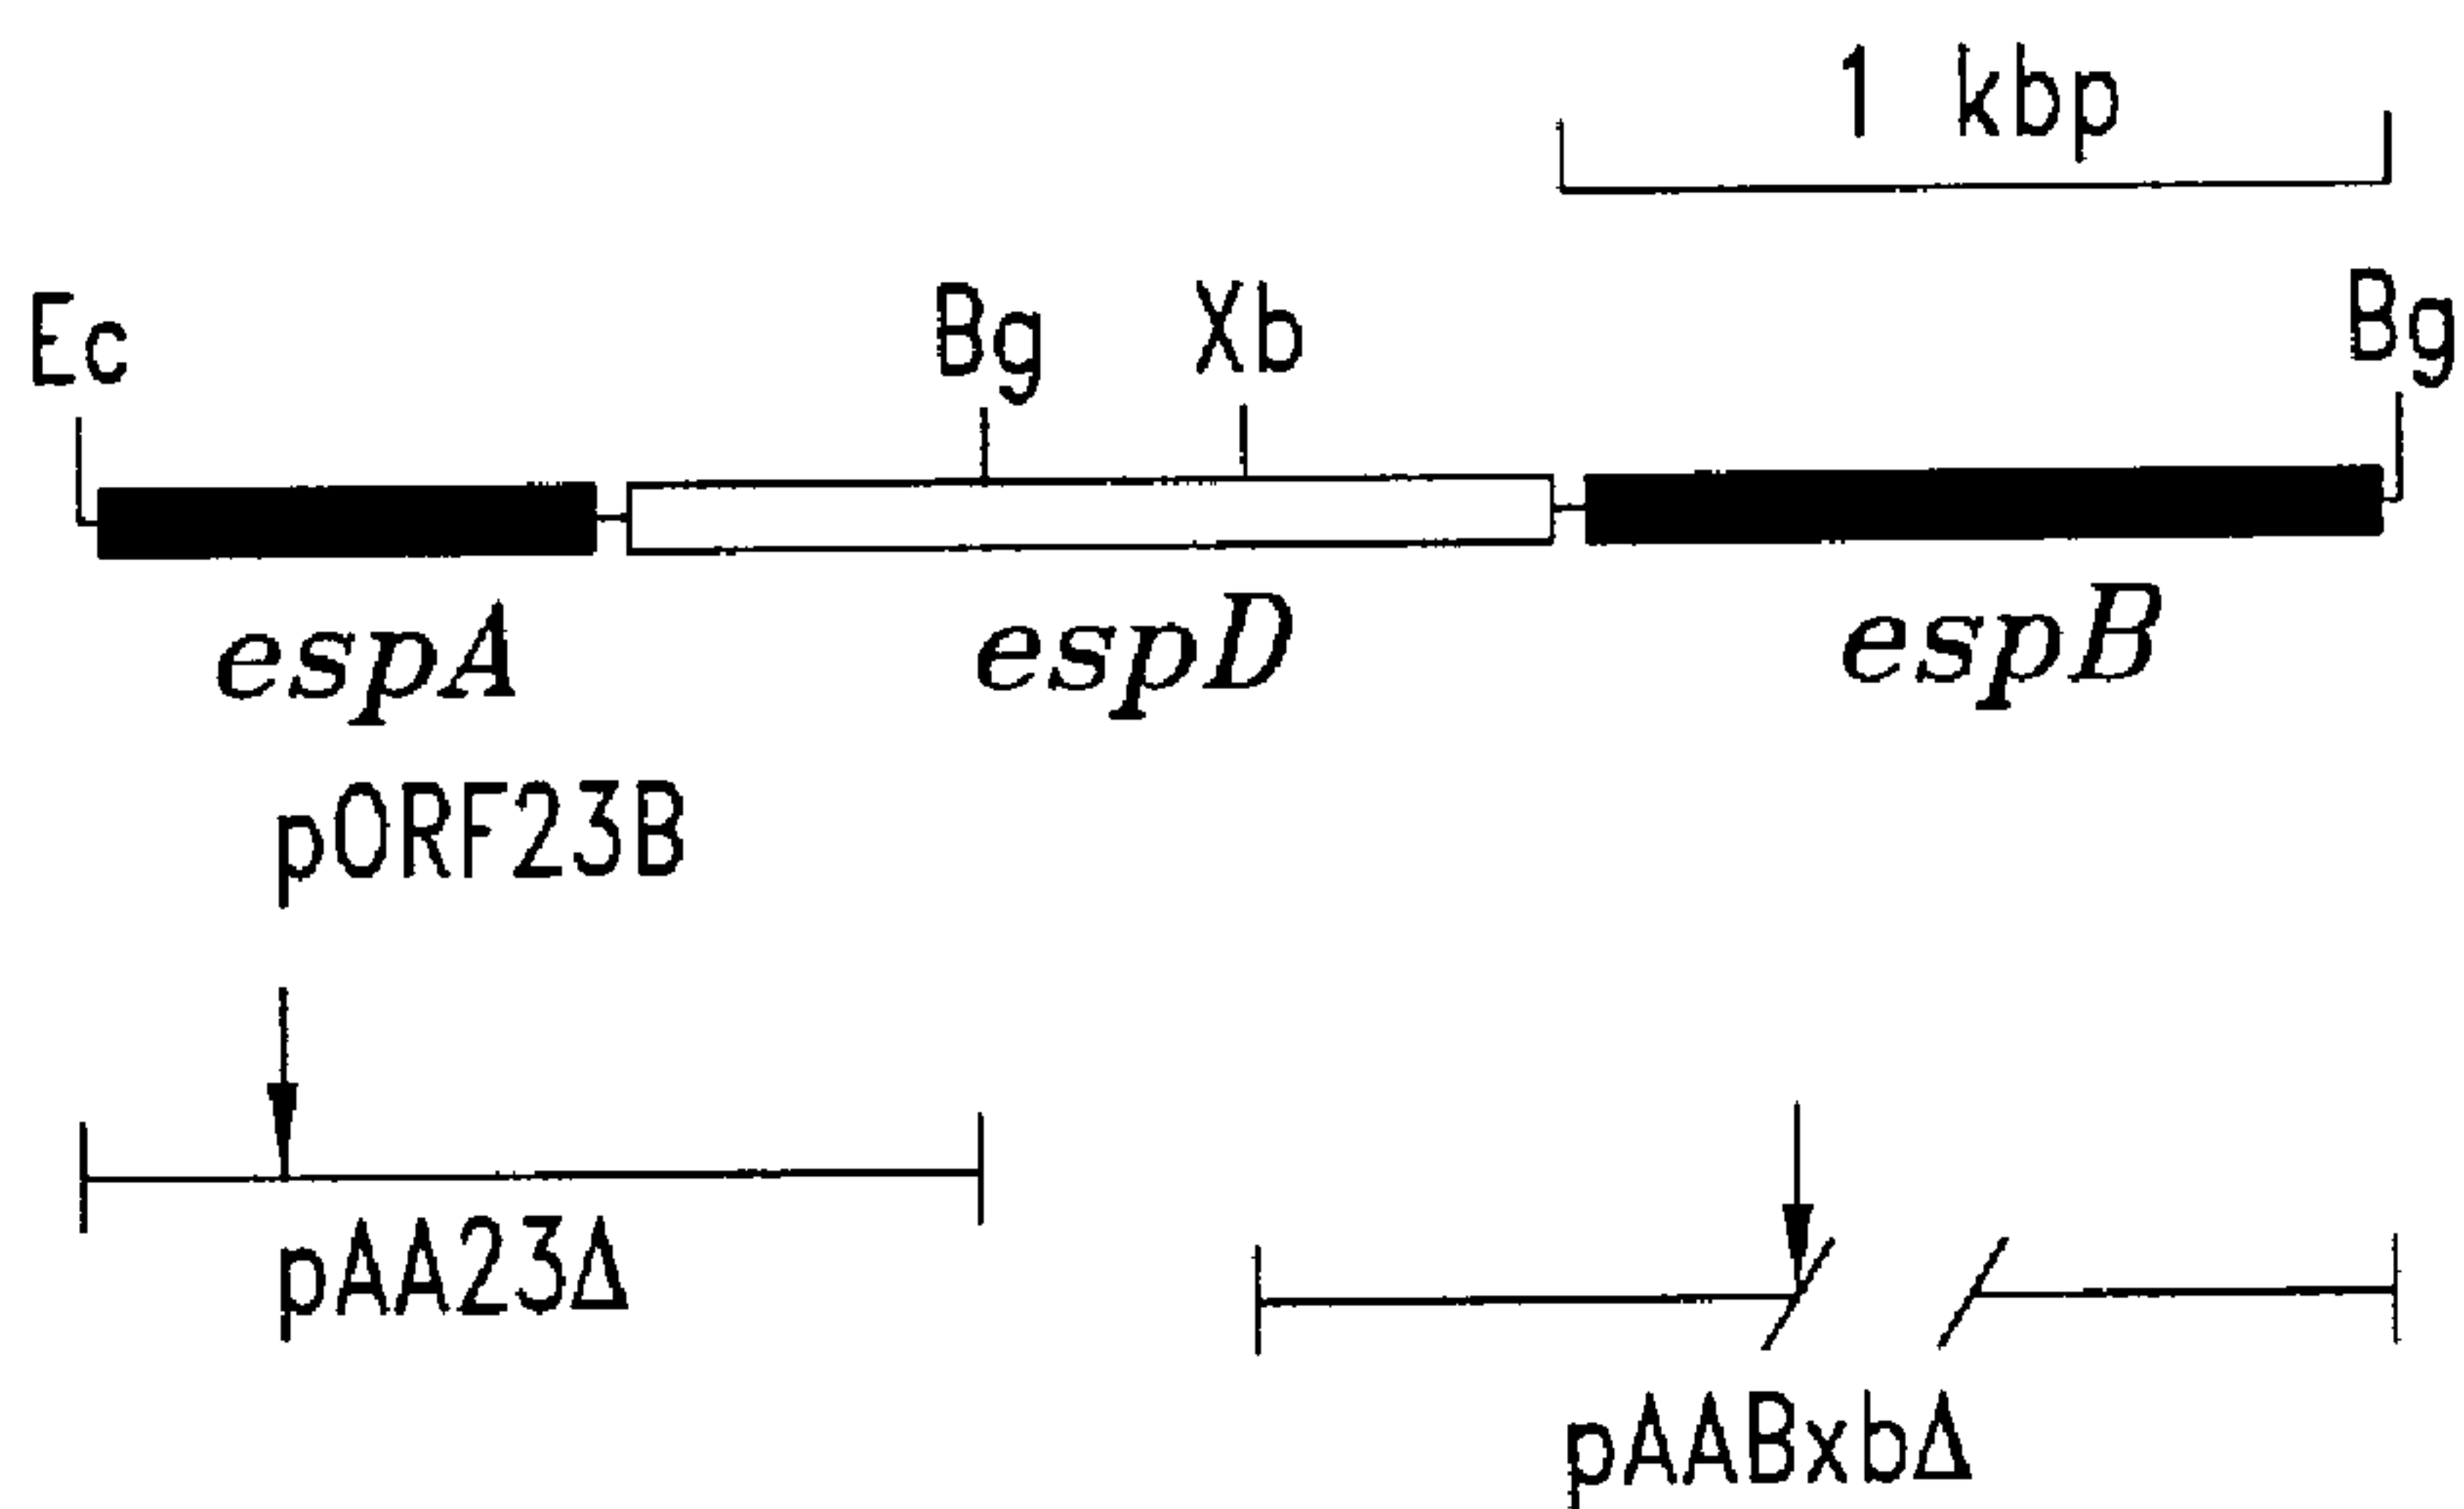 1 kbp
Ec Bg Xb Bg
espA espD espB
pORF23B
pAA23Δ
pAABxbΔ